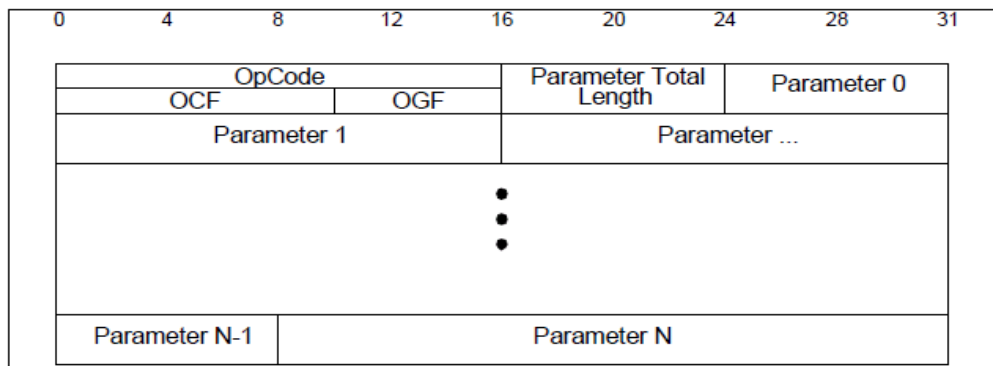 0 4 8 12 16 20 24 28 31
OpCode
Parameter Total
Length
Parameter 0
OCF
OGF
Parameter 1
Parameter ...
Parameter N-1
Parameter N